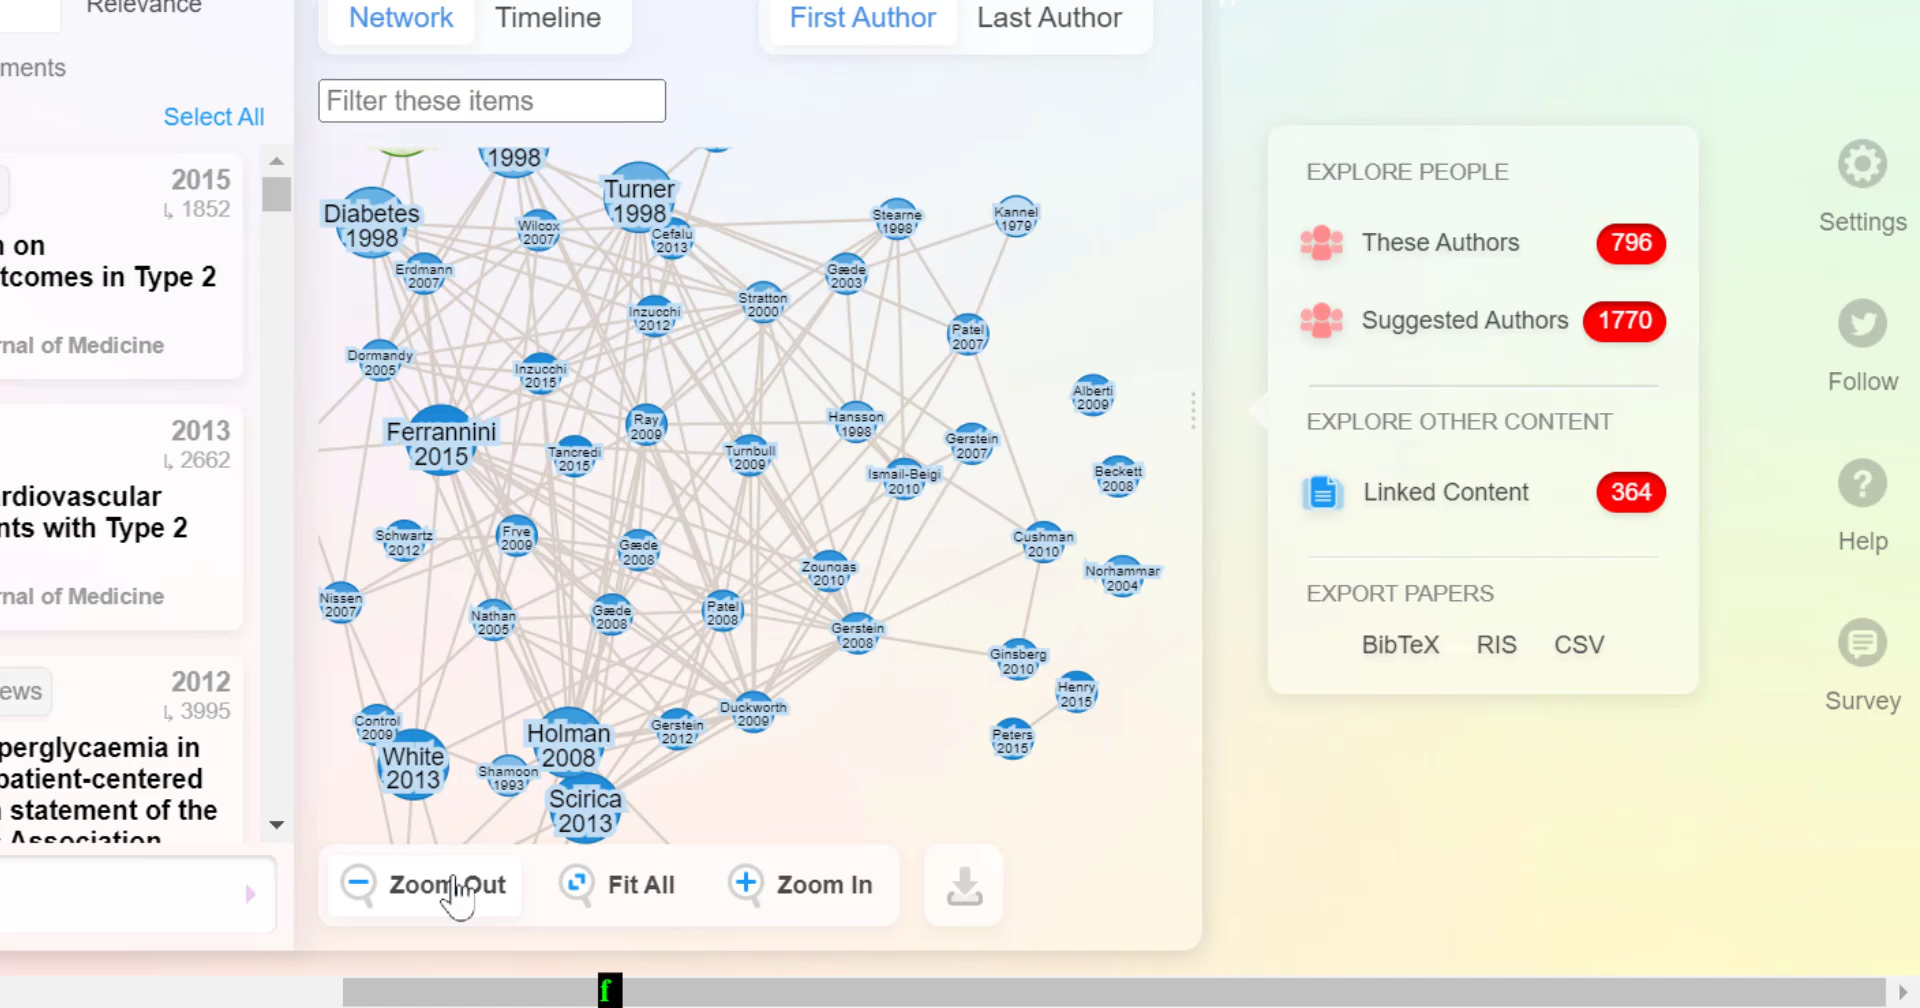 Relevance
ments
Select All
2015
1852
n on
tcomes in Type 2
rnal of Medicine
2013
2662
ardiovascular
nts with Type 2
rnal of Medicine
ews
2012
3995
perglycaemia in
patient-centered
statement of the
Association
Network
Timeline
First Author
Last Author
Filter these items
1998
Turner
1998
Diabetes
1998
Wilcox
2007
Cefalu
2013
Stearne
1998
Kannel
1979
Erdmann
2007
Gæde
2003
Stratton
2000
Inzucchi
2012
Patel
2007
Dormandy
2005
Inzucchi
2015
Alberti
2009
Ferrannini
2015
Ray
2009
Hansson
1998
Tancredi
2015
Turnbull
2009
Gerstein
2007
Ismail-Beigi
2010
Beckett
2008
Schwartz
2012
Frye
2009
Gæde
2008
Cushman
2010
Zoungas
2010
Norhammar
2004
Nissen
2007
Nathan
2005
Gæde
2008
Patel
2008
Gerstein
2008
Ginsberg
2010
Henry
2015
Control
2009
Duckworth
2009
Gerstein
2012
Peters
2015
White
2013
Holman
2008
Shamoon
1993
Scirica
2013
Zoom Out
Fit All
Zoom In
EXPLORE PEOPLE
These Authors 796
Suggested Authors 1770
EXPLORE OTHER CONTENT
Linked Content 364
EXPORT PAPERS
BibTeX RIS CSV
Settings
Follow
Help
Survey
f